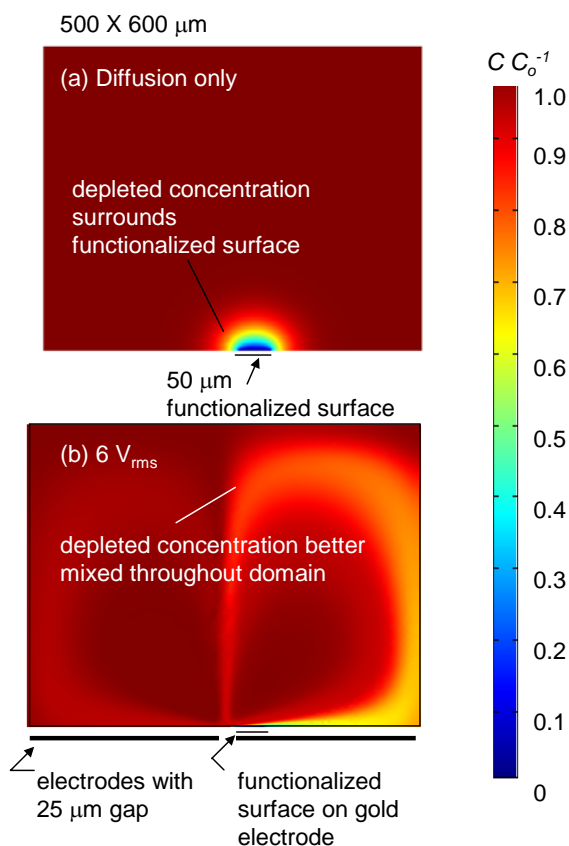 500 X 600 μm
(a) Diffusion only
depleted concentration
surrounds
functionalized surface
50 μm
functionalized surface
(b) 6 Vrms
depleted concentration better
mixed throughout domain
electrodes with
25 μm gap
functionalized
surface on gold
electrode
C Co-1
1.0
0.9
0.8
0.7
0.6
0.5
0.4
0.3
0.2
0.1
0